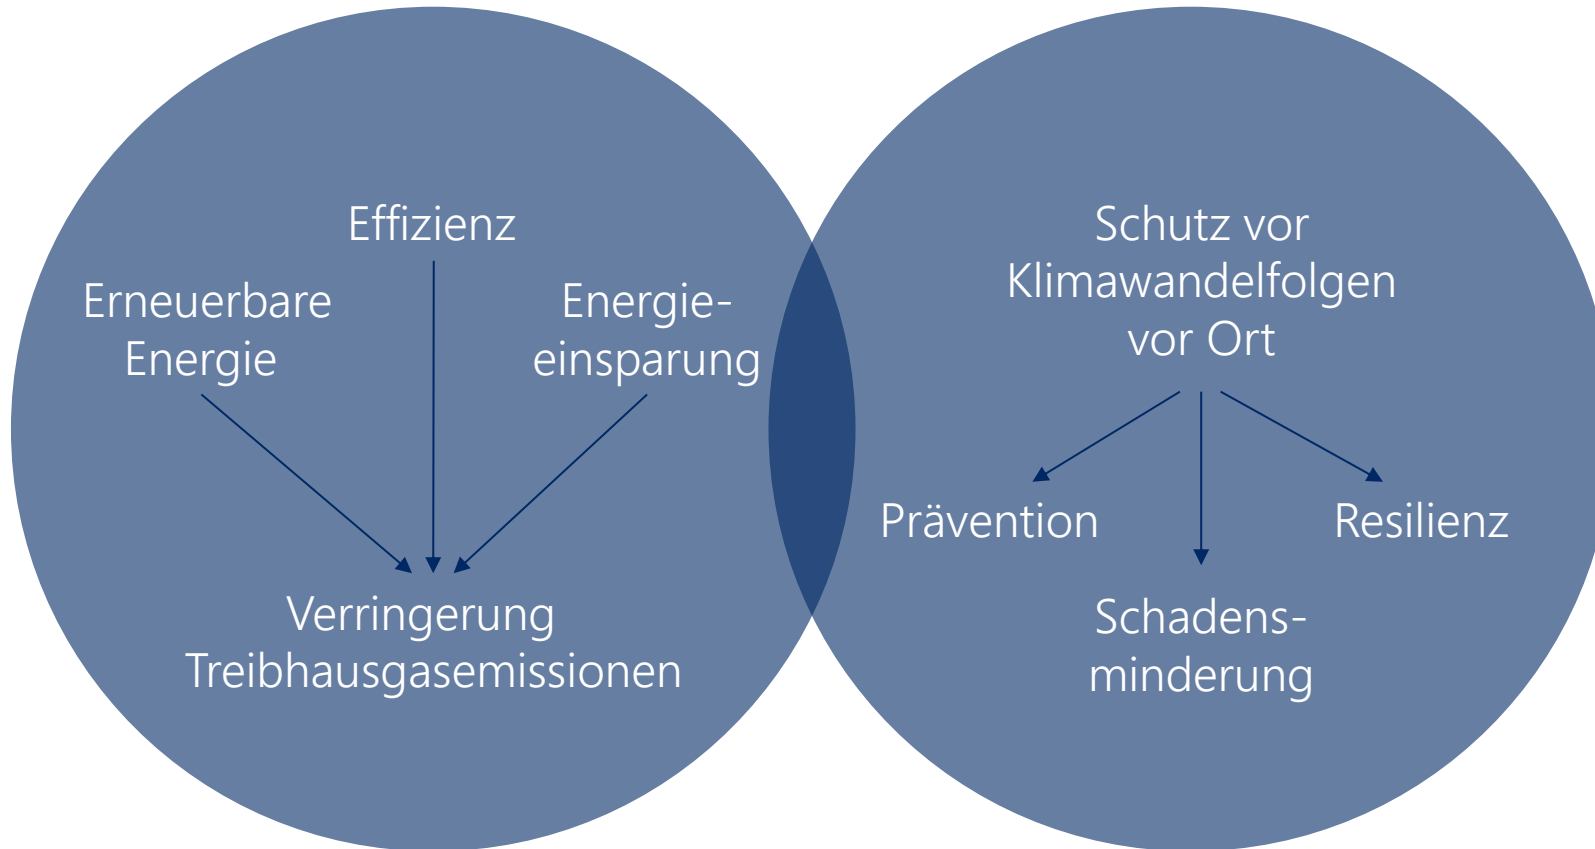 Effizienz
Erneuerbare
Energie
Energie-
einsparung
Verringerung
Treibhausgasemissionen
Schutz vor
Klimawandelfolgen
vor Ort
Prävention
Resilienz
Schadens-
minderung